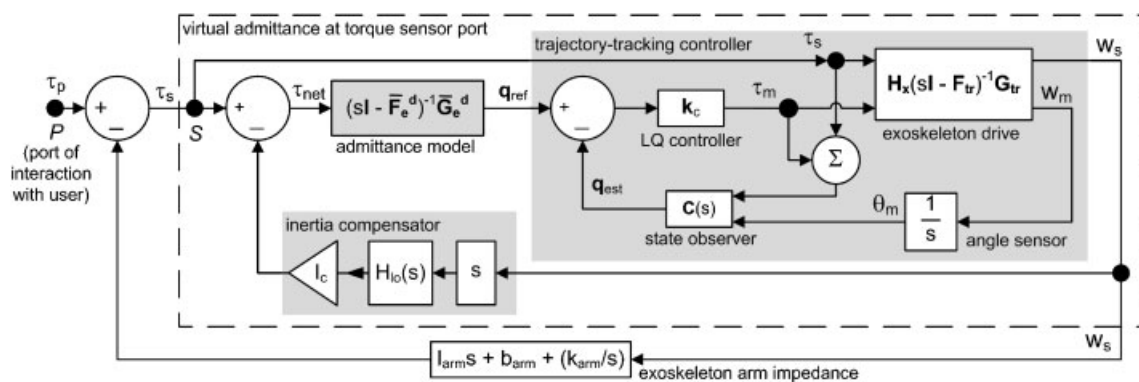 virtual admittance at torque sensor port
trajectory-tracking controller
τs
ws
τp
+
−
τs
S
+
−
τnet
(sI - F̅eᵈ)⁻¹G̅eᵈ
admittance model
qref
+
−
kc
LQ controller
τm
Hx(sI - Ftr)⁻¹Gtr
exoskeleton drive
wm
P
(port of
interaction
with user)
Σ
qest
C(s)
state observer
θm
1
s
angle sensor
inertia compensator
Ic
Hlo(s)
s
ws
Iarms + barm + (karm/s)
exoskeleton arm impedance